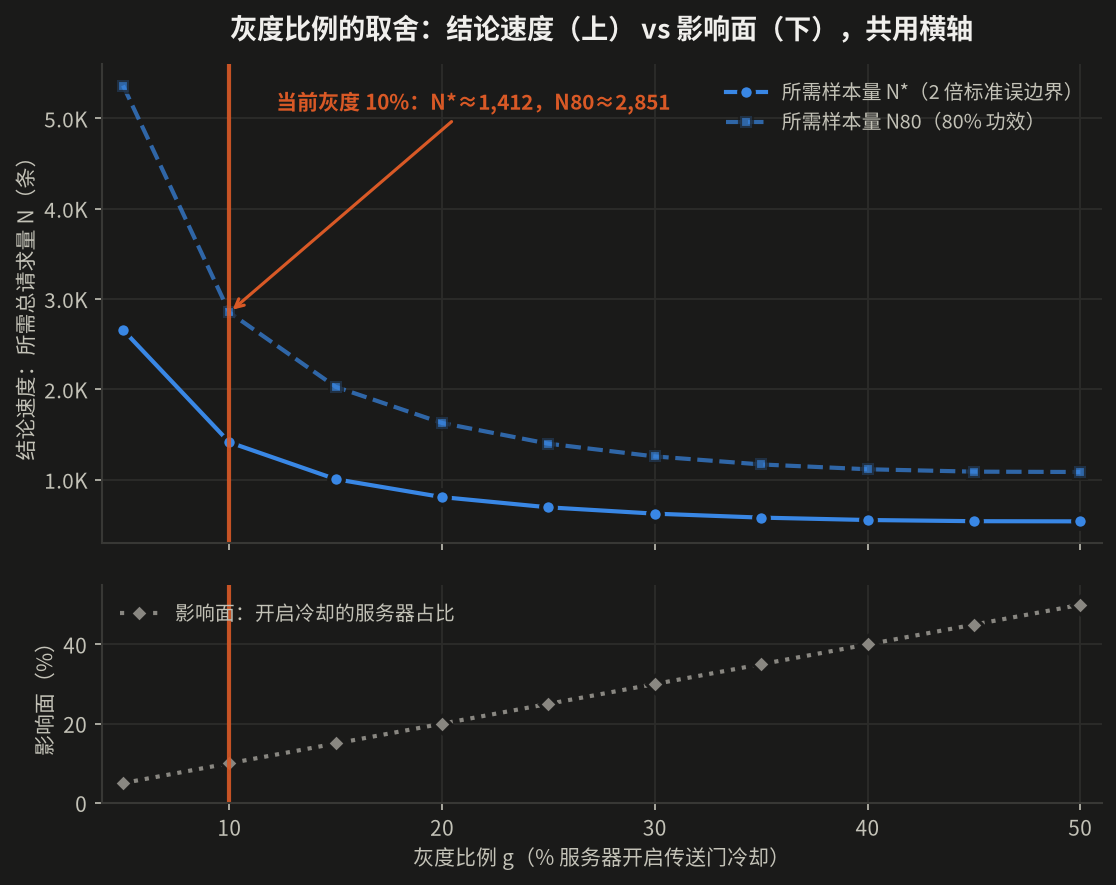 灰度比例的取舍：结论速度（上） vs 影响面（下），共用横轴
当前灰度 10%：N*≈1,412，N80≈2,851
所需样本量 N*（2 倍标准误边界）
所需样本量 N80（80% 功效）
结论速度：所需总请求量 N（条）
5.0K
4.0K
3.0K
2.0K
1.0K
影响面：开启冷却的服务器占比
影响面（%）
40
20
0
10
20
30
40
50
灰度比例 g（% 服务器开启传送门冷却）